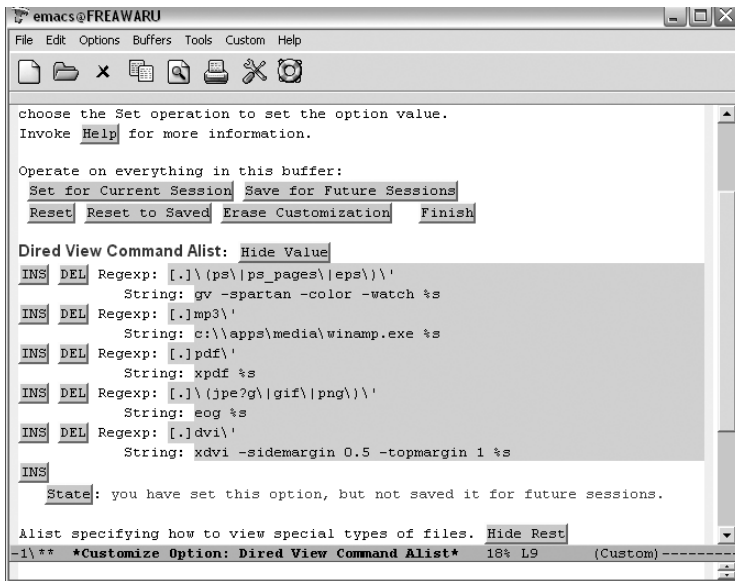 emacs@FREAWARU
File Edit Options Buffers Tools Custom Help
choose the Set operation to set the option value.
Invoke Help for more information.
Operate on everything in this buffer:
Set for Current Session Save for Future Sessions
Reset Reset to Saved Erase Customization Finish
Dired View Command Alist: Hide Value
INS DEL Regexp: [.]\(ps\|ps_pages\|eps\)\'
String: gv -spartan -color -watch %s
INS DEL Regexp: [.]mp3\'
String: c:\\apps\media\winamp.exe %s
INS DEL Regexp: [.]pdf\'
String: xpdf %s
INS DEL Regexp: [.]\(jpe?g\|gif\|png\)\'
String: eog %s
INS DEL Regexp: [.]dvi\'
String: xdvi -sidemargin 0.5 -topmargin 1 %s
INS
State: you have set this option, but not saved it for future sessions.
Alist specifying how to view special types of files. Hide Rest
-1\** *Customize Option: Dired View Command Alist* 18% L9 (Custom)---------